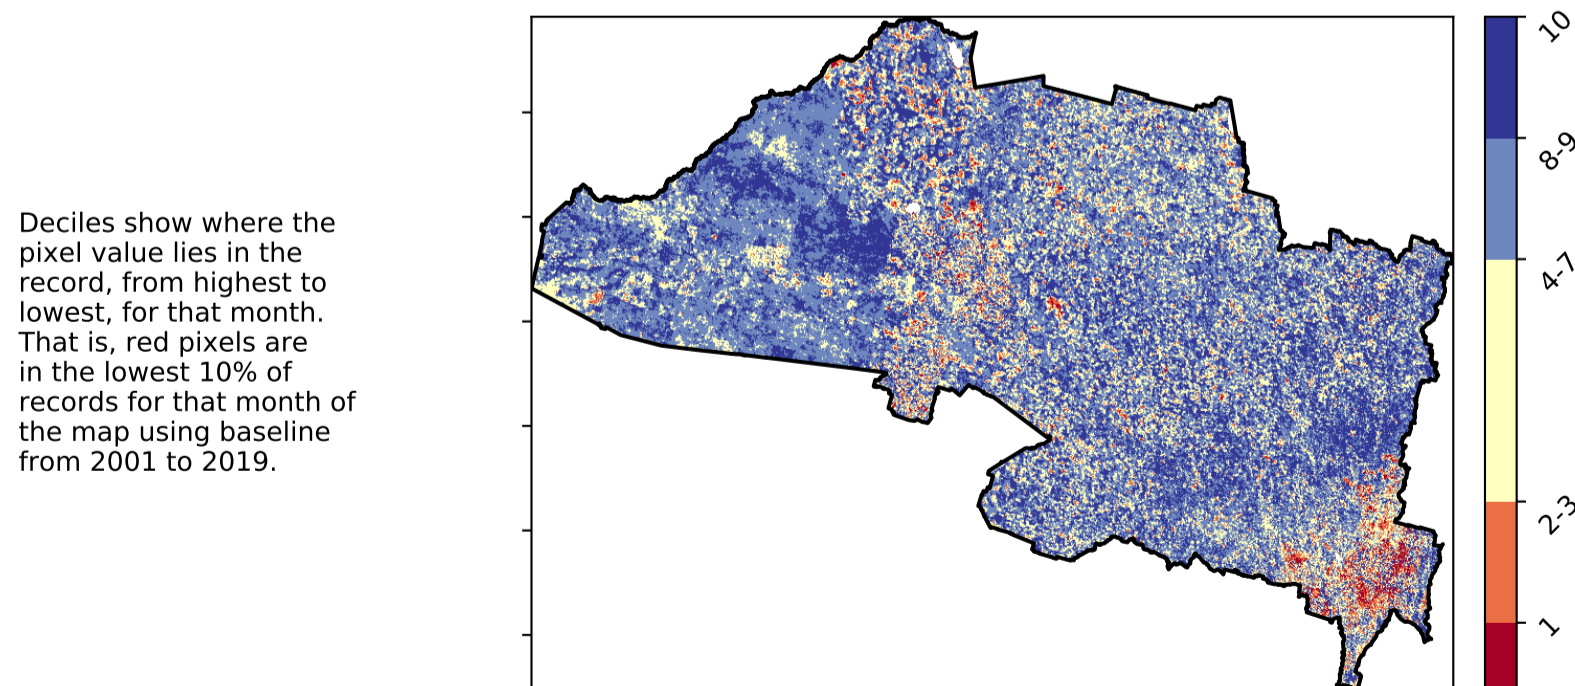 Deciles show where the
pixel value lies in the
record, from highest to
lowest, for that month.
That is, red pixels are
in the lowest 10% of
records for that month of
the map using baseline
from 2001 to 2019.
10
8-9
4-7
2-3
1